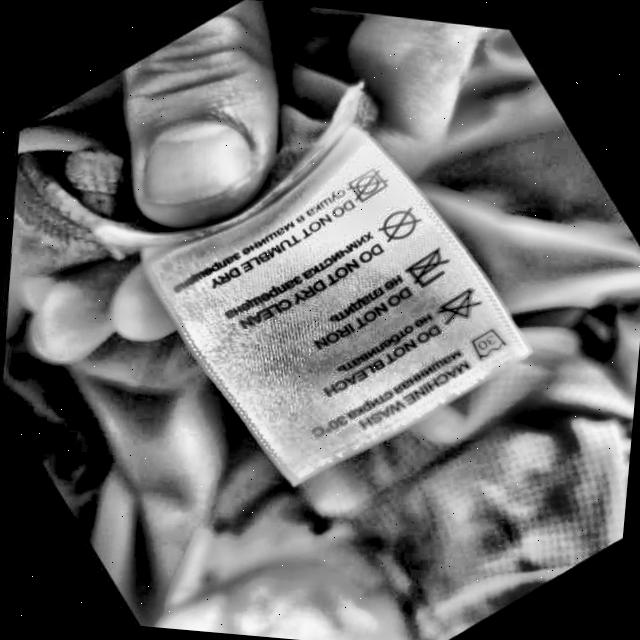 30
MACHINE WASH
машинная стирка 30°C
DO NOT BLEACH
не отбеливать
DO NOT IRON
не гладить
DO NOT DRY CLEAN
химчистка запрещена
DO NOT TUMBLE DRY
сушка в машине запрещена